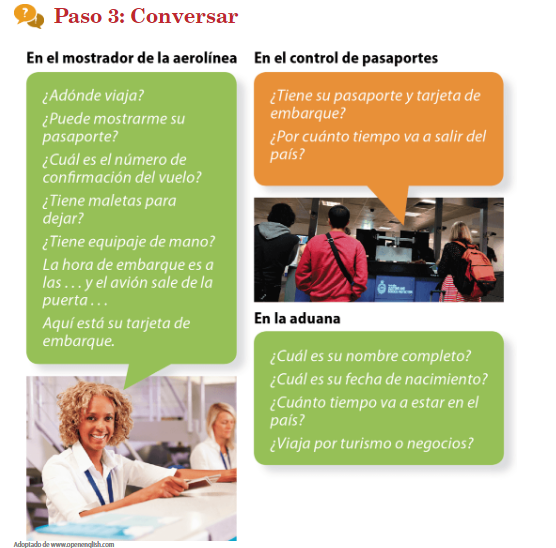 Paso 3: Conversar
En el mostrador de la aerolínea
¿Adónde viaja?
¿Puede mostrarme su
pasaporte?
¿Cuál es el número de
confirmación del vuelo?
¿Tiene maletas para
dejar?
¿Tiene equipaje de mano?
La hora de embarque es a
las . . . y el avión sale de la
puerta . . .
Aquí está su tarjeta de
embarque.
En el control de pasaportes
¿Tiene su pasaporte y tarjeta de
embarque?
¿Por cuánto tiempo va a salir del
país?
En la aduana
¿Cuál es su nombre completo?
¿Cuál es su fecha de nacimiento?
¿Cuánto tiempo va a estar en el
país?
¿Viaja por turismo o negocios?
Adoptado de www.openenglish.com